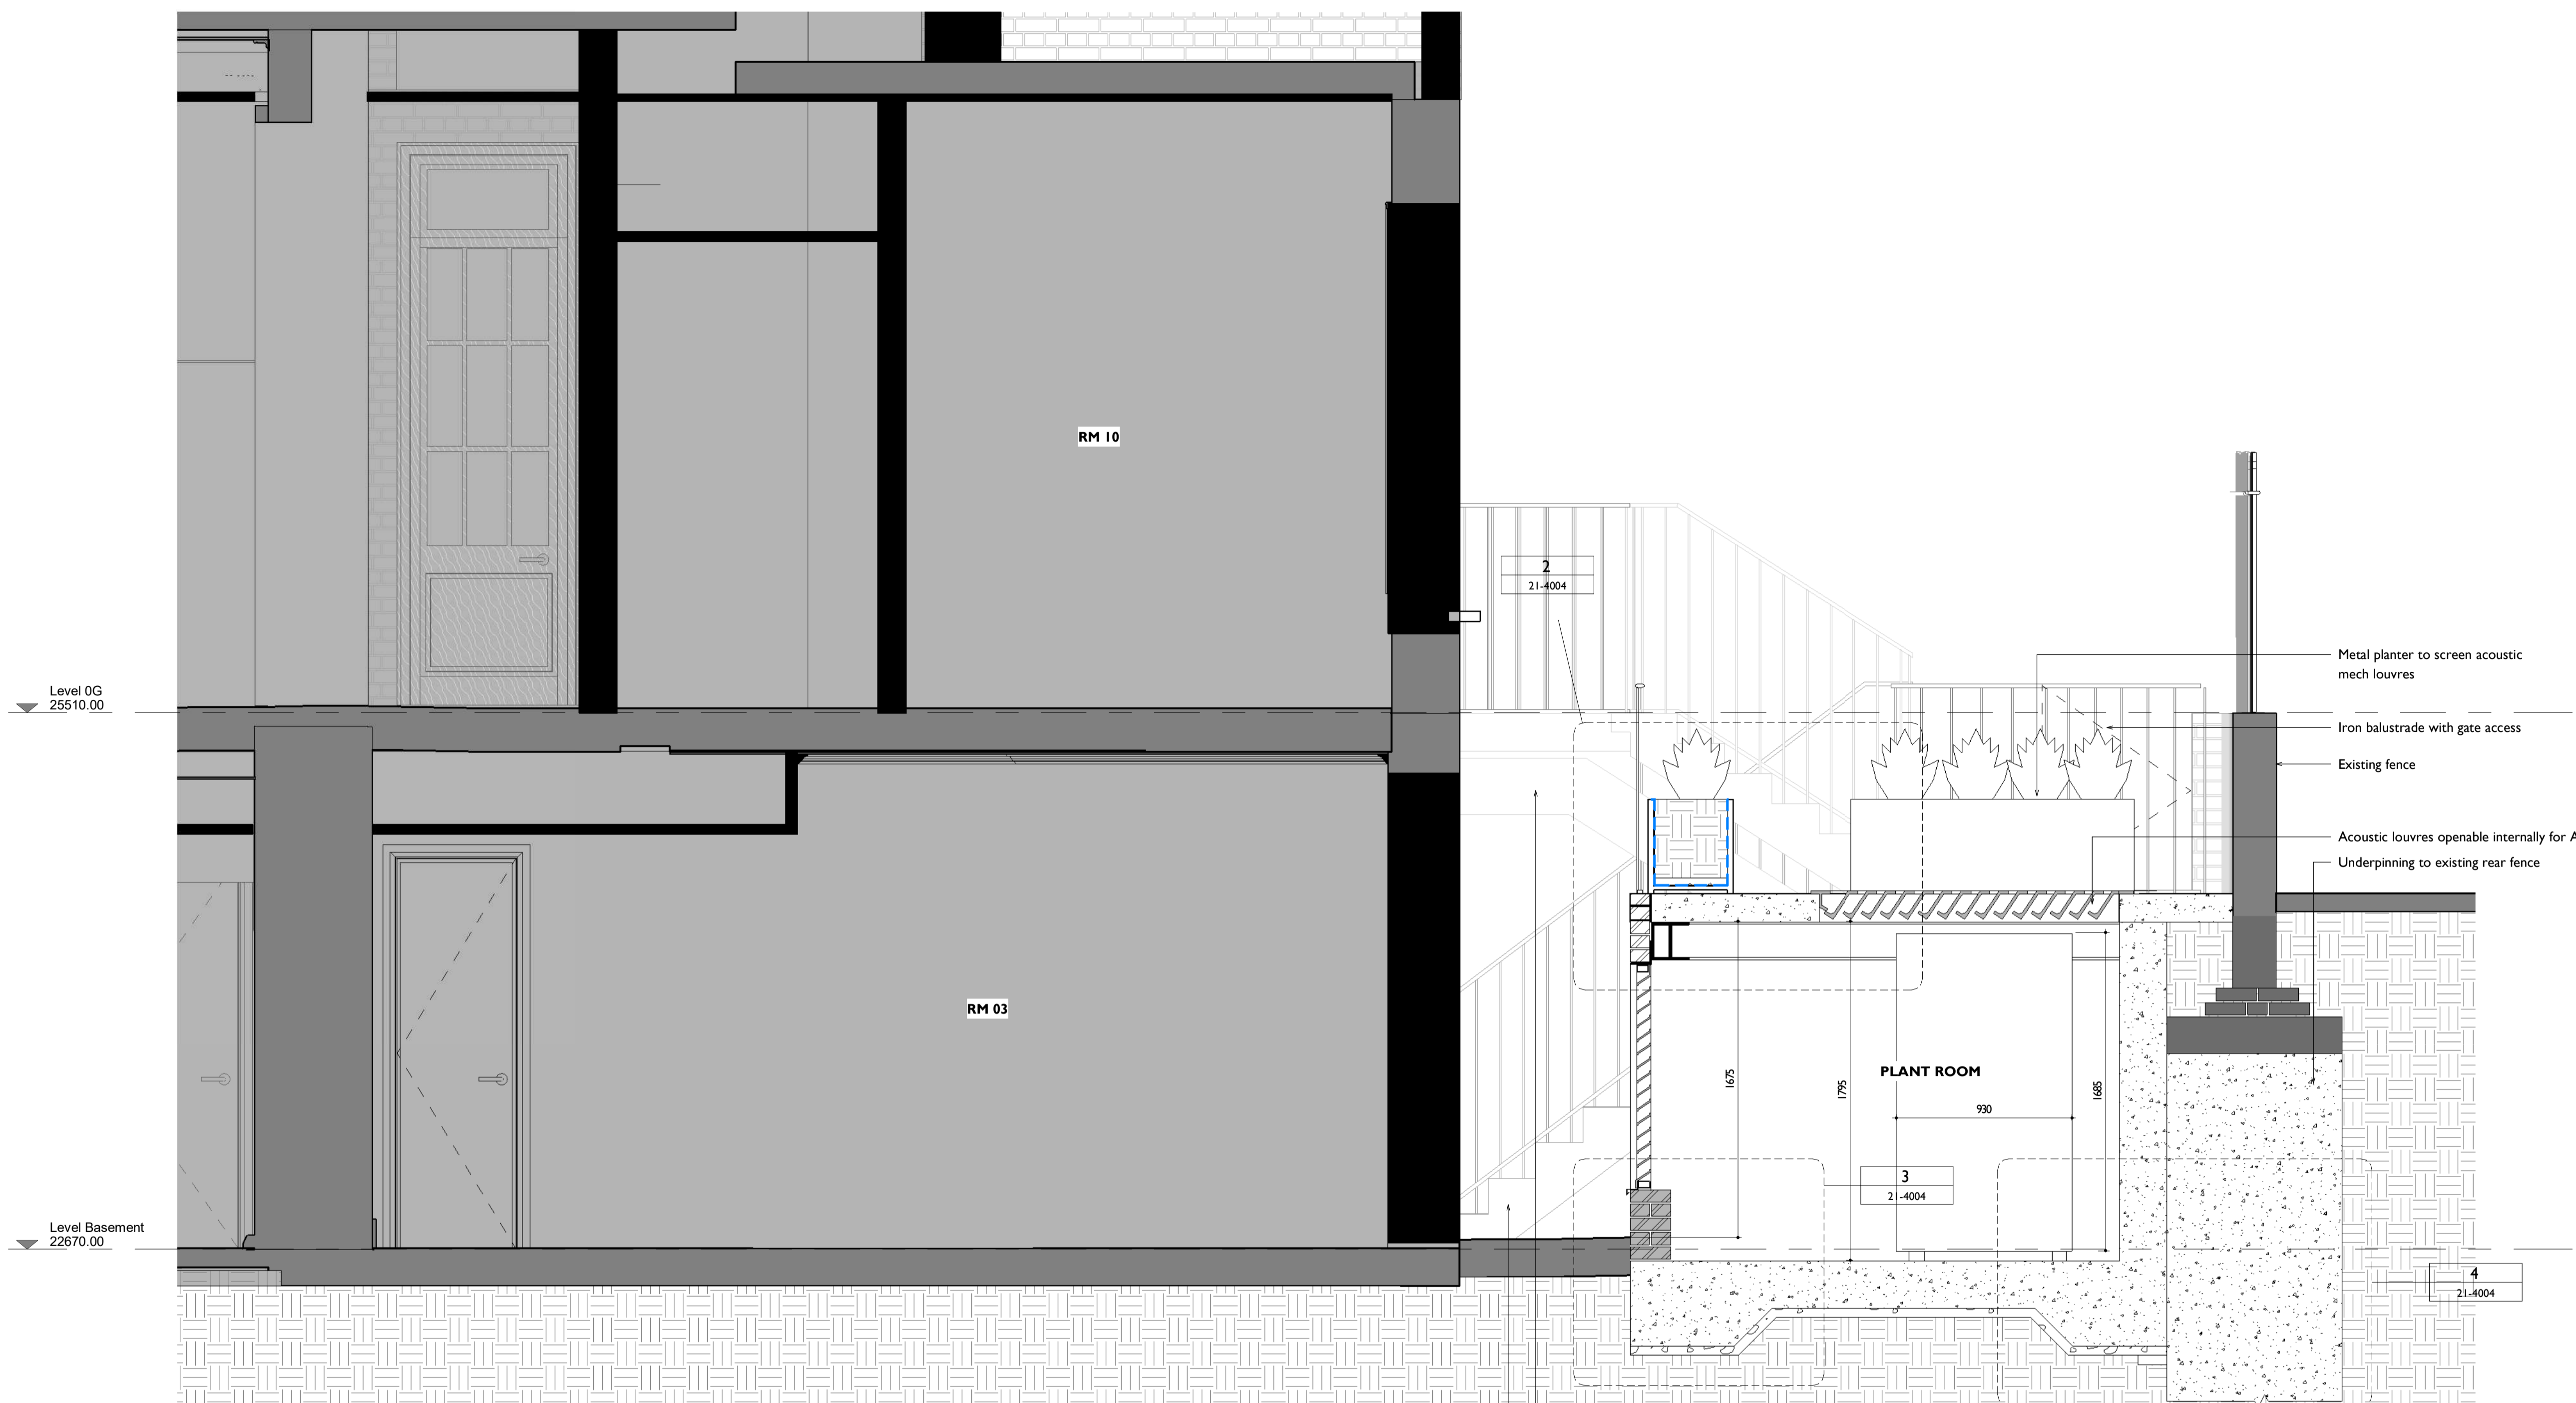 RM 10
2
21-4004
Metal planter to screen acoustic
mech louvres
Level 0G
25510.00
Iron balustrade with gate access
Existing fence
Acoustic louvres openable internally for A
Underpinning to existing rear fence
RM 03
PLANT ROOM
1675
1795
1685
930
3
21-4004
Level Basement
22670.00
4
21-4004